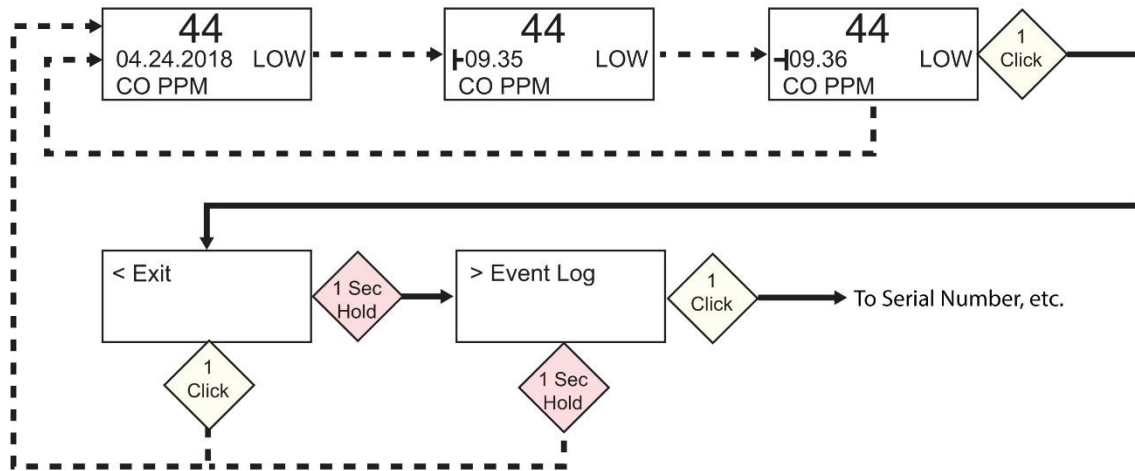 44
04.24.2018 LOW
CO PPM
44
09.35 LOW
CO PPM
44
09.36 LOW
CO PPM
1
Click
< Exit
1 Sec
Hold
> Event Log
1
Click
To Serial Number, etc.
1
Click
1 Sec
Hold